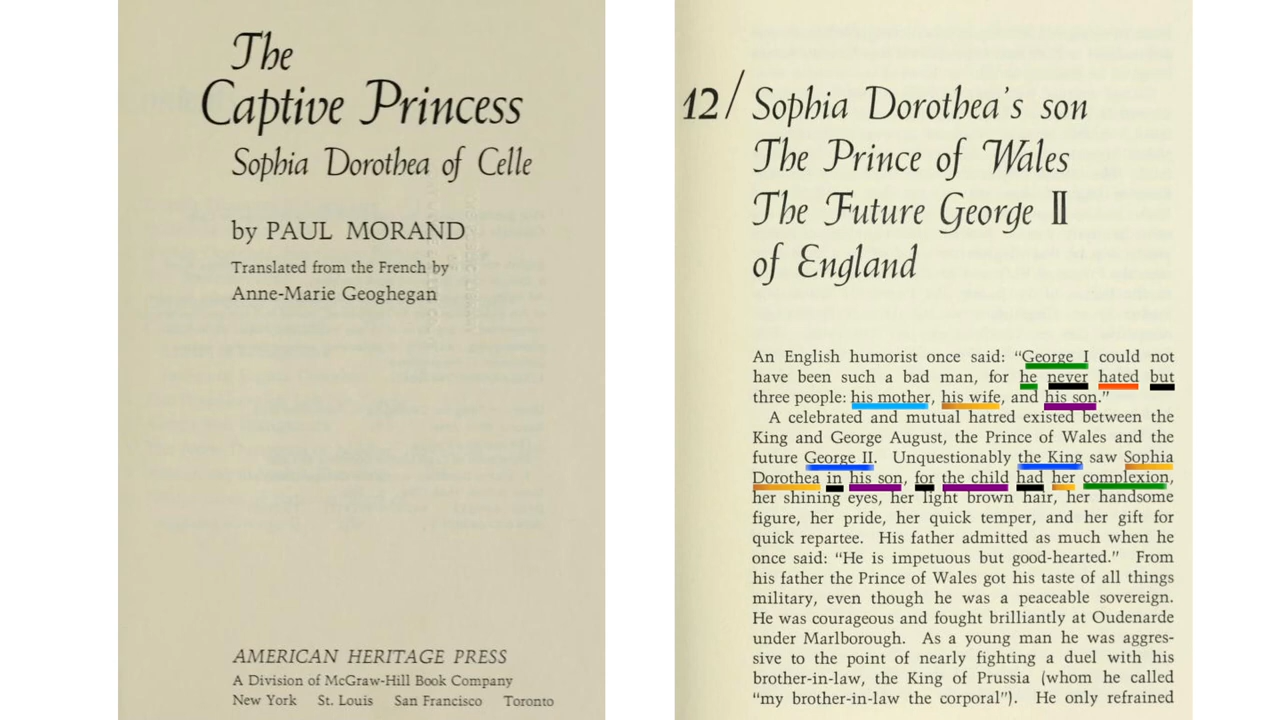 The
Captive Princess
Sophia Dorothea of Celle
by PAUL MORAND
Translated from the French by
Anne-Marie Geoghegan
AMERICAN HERITAGE PRESS
A Division of McGraw-Hill Book Company
New York St. Louis San Francisco Toronto
12/ Sophia Dorothea's son
The Prince of Wales
The Future George II
of England
An English humorist once said: “George I could not
have been such a bad man, for he never hated but
three people: his mother, his wife, and his son.”
A celebrated and mutual hatred existed between the
King and George August, the Prince of Wales and the
future George II. Unquestionably the King saw Sophia
Dorothea in his son, for the child had her complexion,
her shining eyes, her light brown hair, her handsome
figure, her pride, her quick temper, and her gift for
quick repartee. His father admitted as much when he
once said: “He is impetuous but good-hearted.” From
his father the Prince of Wales got his taste of all things
military, even though he was a peaceable sovereign.
He was courageous and fought brilliantly at Oudenarde
under Marlborough. As a young man he was aggres-
sive to the point of nearly fighting a duel with his
brother-in-law, the King of Prussia (whom he called
“my brother-in-law the corporal”). He only refrained